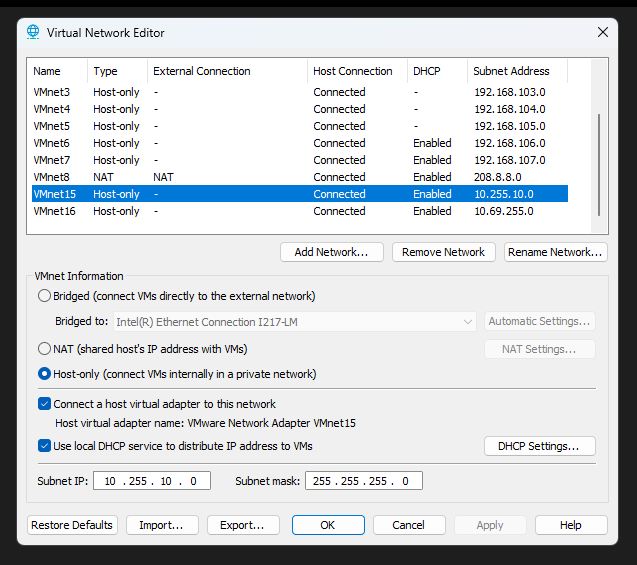 Virtual Network Editor
Name Type External Connection Host Connection DHCP Subnet Address
VMnet3 Host-only - Connected - 192.168.103.0
VMnet4 Host-only - Connected - 192.168.104.0
VMnet5 Host-only - Connected - 192.168.105.0
VMnet6 Host-only - Connected Enabled 192.168.106.0
VMnet7 Host-only - Connected Enabled 192.168.107.0
VMnet8 NAT NAT Connected Enabled 208.8.8.0
VMnet15 Host-only - Connected Enabled 10.255.10.0
VMnet16 Host-only - Connected Enabled 10.69.255.0
Add Network... Remove Network Rename Network...
VMnet Information
Bridged (connect VMs directly to the external network)
Bridged to: Intel(R) Ethernet Connection I217-LM Automatic Settings...
NAT (shared host's IP address with VMs) NAT Settings...
Host-only (connect VMs internally in a private network)
Connect a host virtual adapter to this network
Host virtual adapter name: VMware Network Adapter VMnet15
Use local DHCP service to distribute IP address to VMs DHCP Settings...
Subnet IP: 10 . 255 . 10 . 0 Subnet mask: 255 . 255 . 255 . 0
Restore Defaults Import... Export... OK Cancel Apply Help